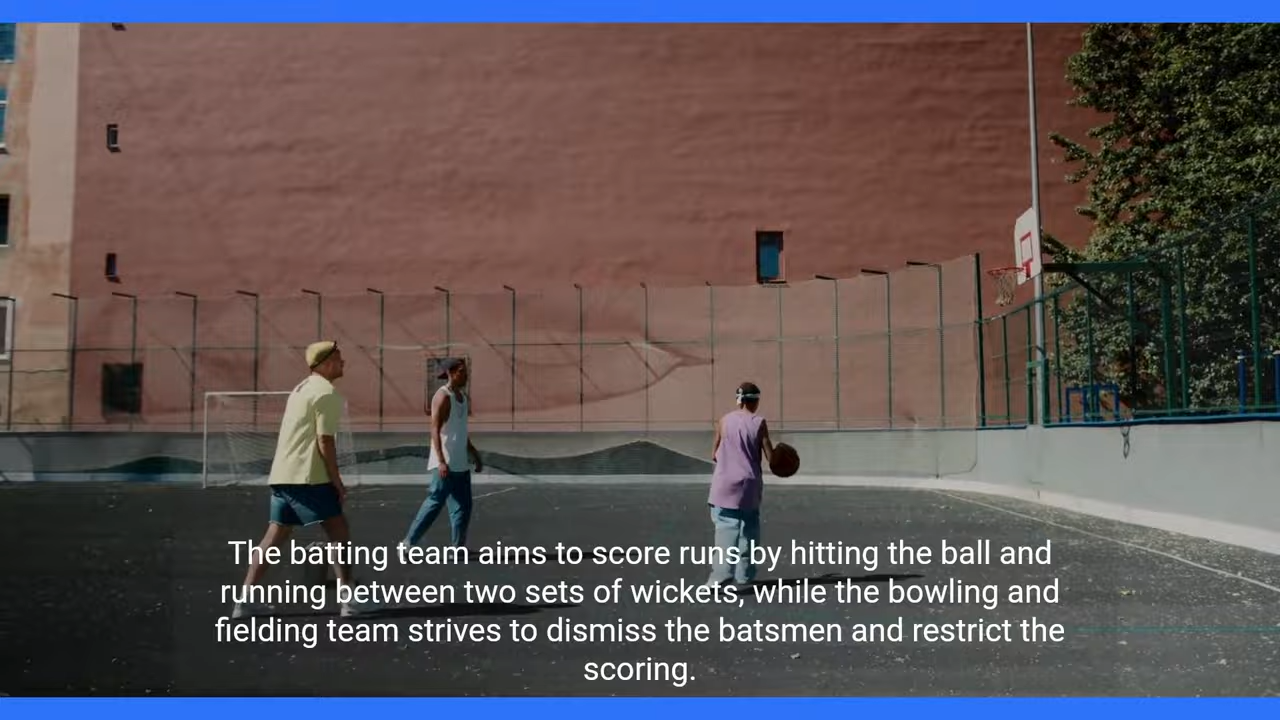 The batting team aims to score runs by hitting the ball and
running between two sets of wickets, while the bowling and
fielding team strives to dismiss the batsmen and restrict the
scoring.